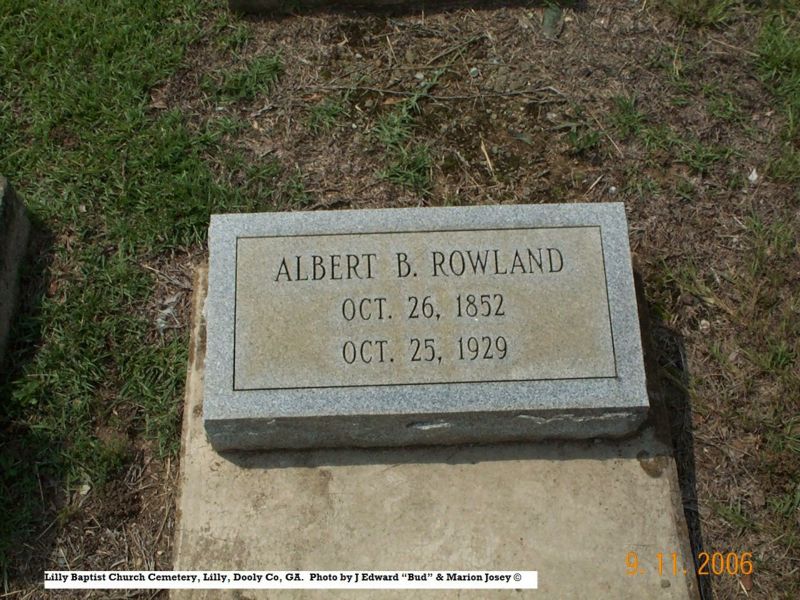 ALBERT B. ROWLAND
OCT. 26, 1852
OCT. 25, 1929
9.11.2006
Lilly Baptist Church Cemetery, Lilly, Dooly Co, GA. Photo by J Edward “Bud” & Marion Josey ©